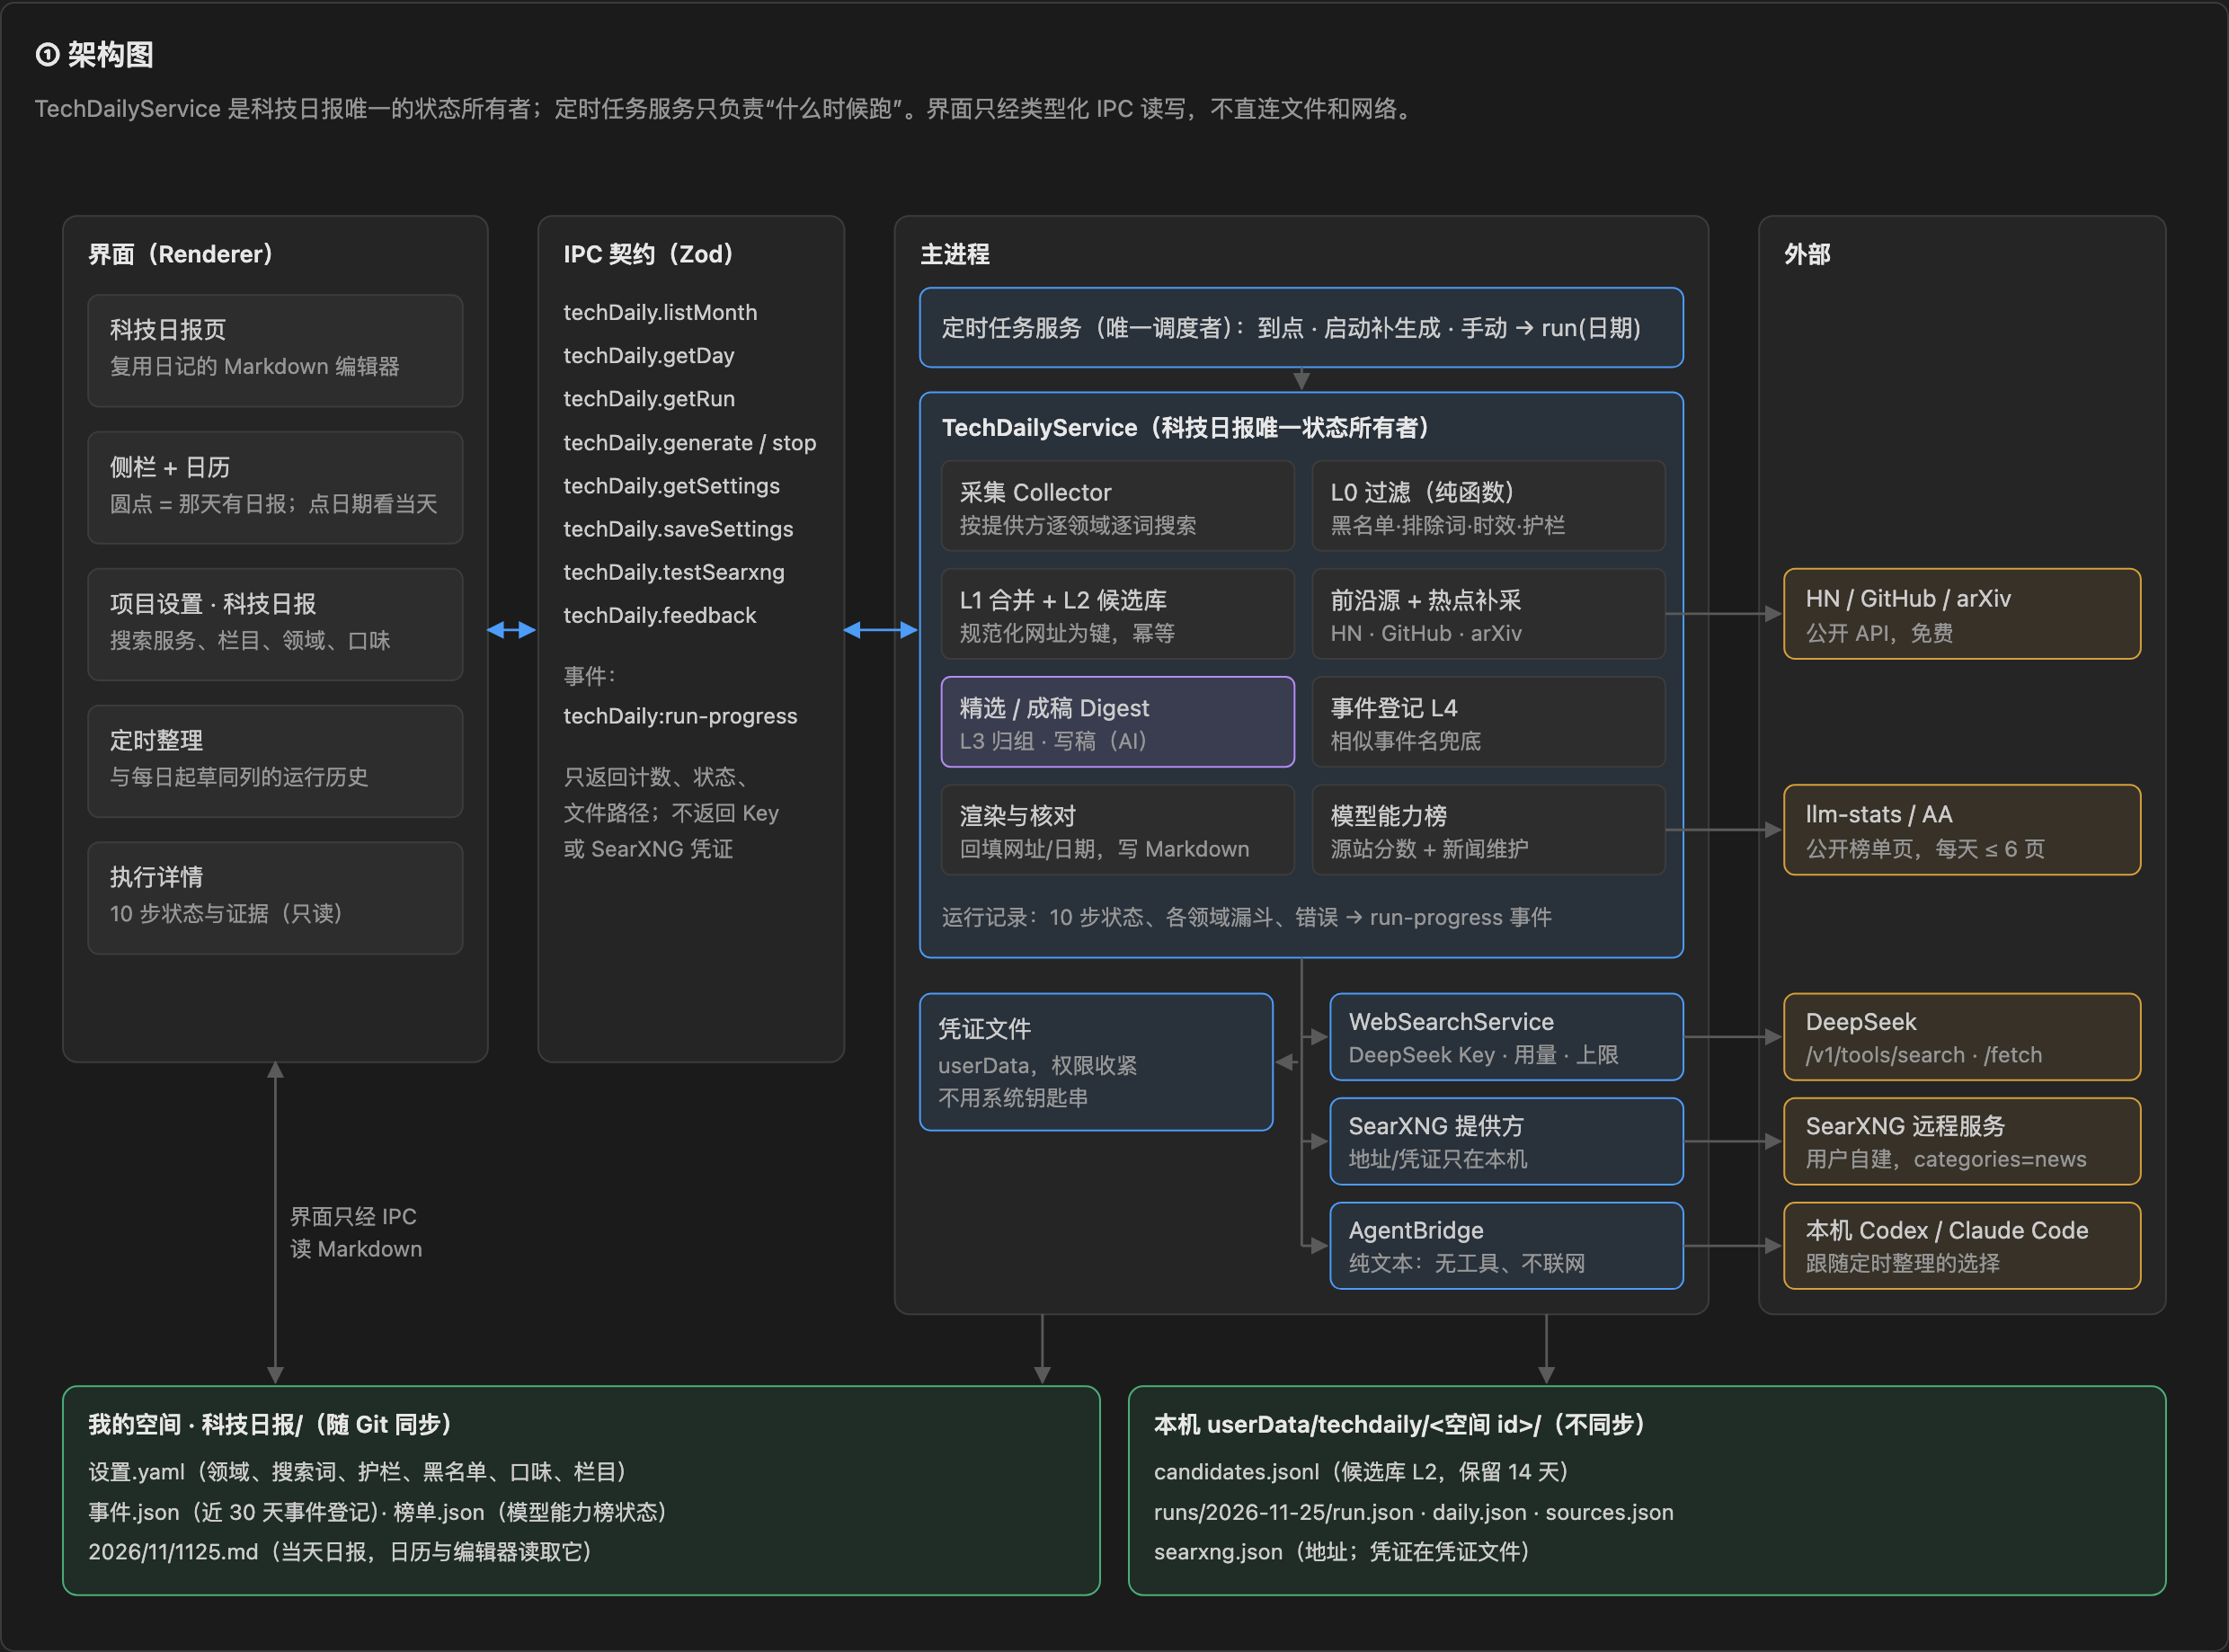 ① 架构图
TechDailyService 是科技日报唯一的状态所有者；定时任务服务只负责“什么时候跑”。界面只经类型化 IPC 读写，不直连文件和网络。
界面（Renderer）
科技日报页
复用日记的 Markdown 编辑器
侧栏 + 日历
圆点 = 那天有日报；点日期看当天
项目设置 · 科技日报
搜索服务、栏目、领域、口味
定时整理
与每日起草同列的运行历史
执行详情
10 步状态与证据（只读）
IPC 契约（Zod）
techDaily.listMonth
techDaily.getDay
techDaily.getRun
techDaily.generate / stop
techDaily.getSettings
techDaily.saveSettings
techDaily.testSearxng
techDaily.feedback
事件：
techDaily:run-progress
只返回计数、状态、
文件路径；不返回 Key
或 SearXNG 凭证
主进程
定时任务服务（唯一调度者）：到点 · 启动补生成 · 手动 → run(日期)
TechDailyService（科技日报唯一状态所有者）
采集 Collector
按提供方逐领域逐词搜索
L0 过滤（纯函数）
黑名单·排除词·时效·护栏
L1 合并 + L2 候选库
规范化网址为键，幂等
前沿源 + 热点补采
HN · GitHub · arXiv
精选 / 成稿 Digest
L3 归组 · 写稿（AI）
事件登记 L4
相似事件名兜底
渲染与核对
回填网址/日期，写 Markdown
模型能力榜
源站分数 + 新闻维护
运行记录：10 步状态、各领域漏斗、错误 → run-progress 事件
凭证文件
userData，权限收紧
不用系统钥匙串
WebSearchService
DeepSeek Key · 用量 · 上限
SearXNG 提供方
地址/凭证只在本机
AgentBridge
纯文本：无工具、不联网
外部
HN / GitHub / arXiv
公开 API，免费
llm-stats / AA
公开榜单页，每天 ≤ 6 页
DeepSeek
/v1/tools/search · /fetch
SearXNG 远程服务
用户自建，categories=news
本机 Codex / Claude Code
跟随定时整理的选择
界面只经 IPC
读 Markdown
我的空间 · 科技日报/（随 Git 同步）
设置.yaml（领域、搜索词、护栏、黑名单、口味、栏目）
事件.json（近 30 天事件登记）· 榜单.json（模型能力榜状态）
2026/11/1125.md（当天日报，日历与编辑器读取它）
本机 userData/techdaily/<空间 id>/（不同步）
candidates.jsonl（候选库 L2，保留 14 天）
runs/2026-11-25/run.json · daily.json · sources.json
searxng.json（地址；凭证在凭证文件）